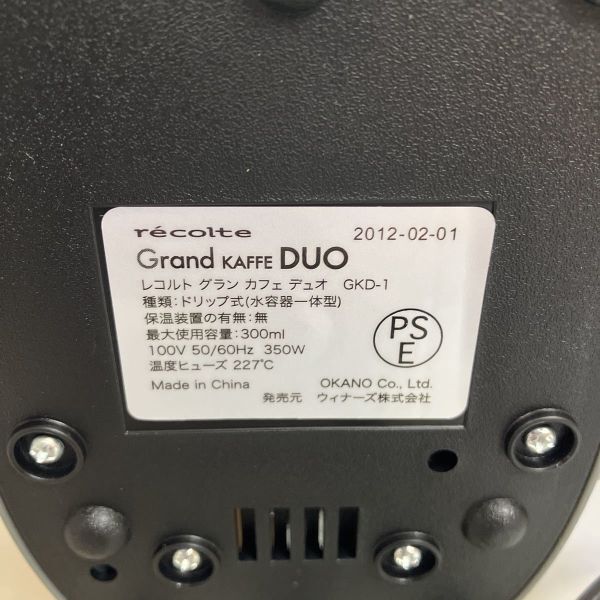 récolte 2012-02-01
Grand KAFFE DUO
レコルト グラン カフェ デュオ GKD-1
種類:ドリップ式(水容器一体型)
保温装置の有無:無
最大使用容量:300ml
100V 50/60Hz 350W
温度ヒューズ 227℃
PS
E
Made in China OKANO Co., Ltd.
発売元 ウィナーズ株式会社